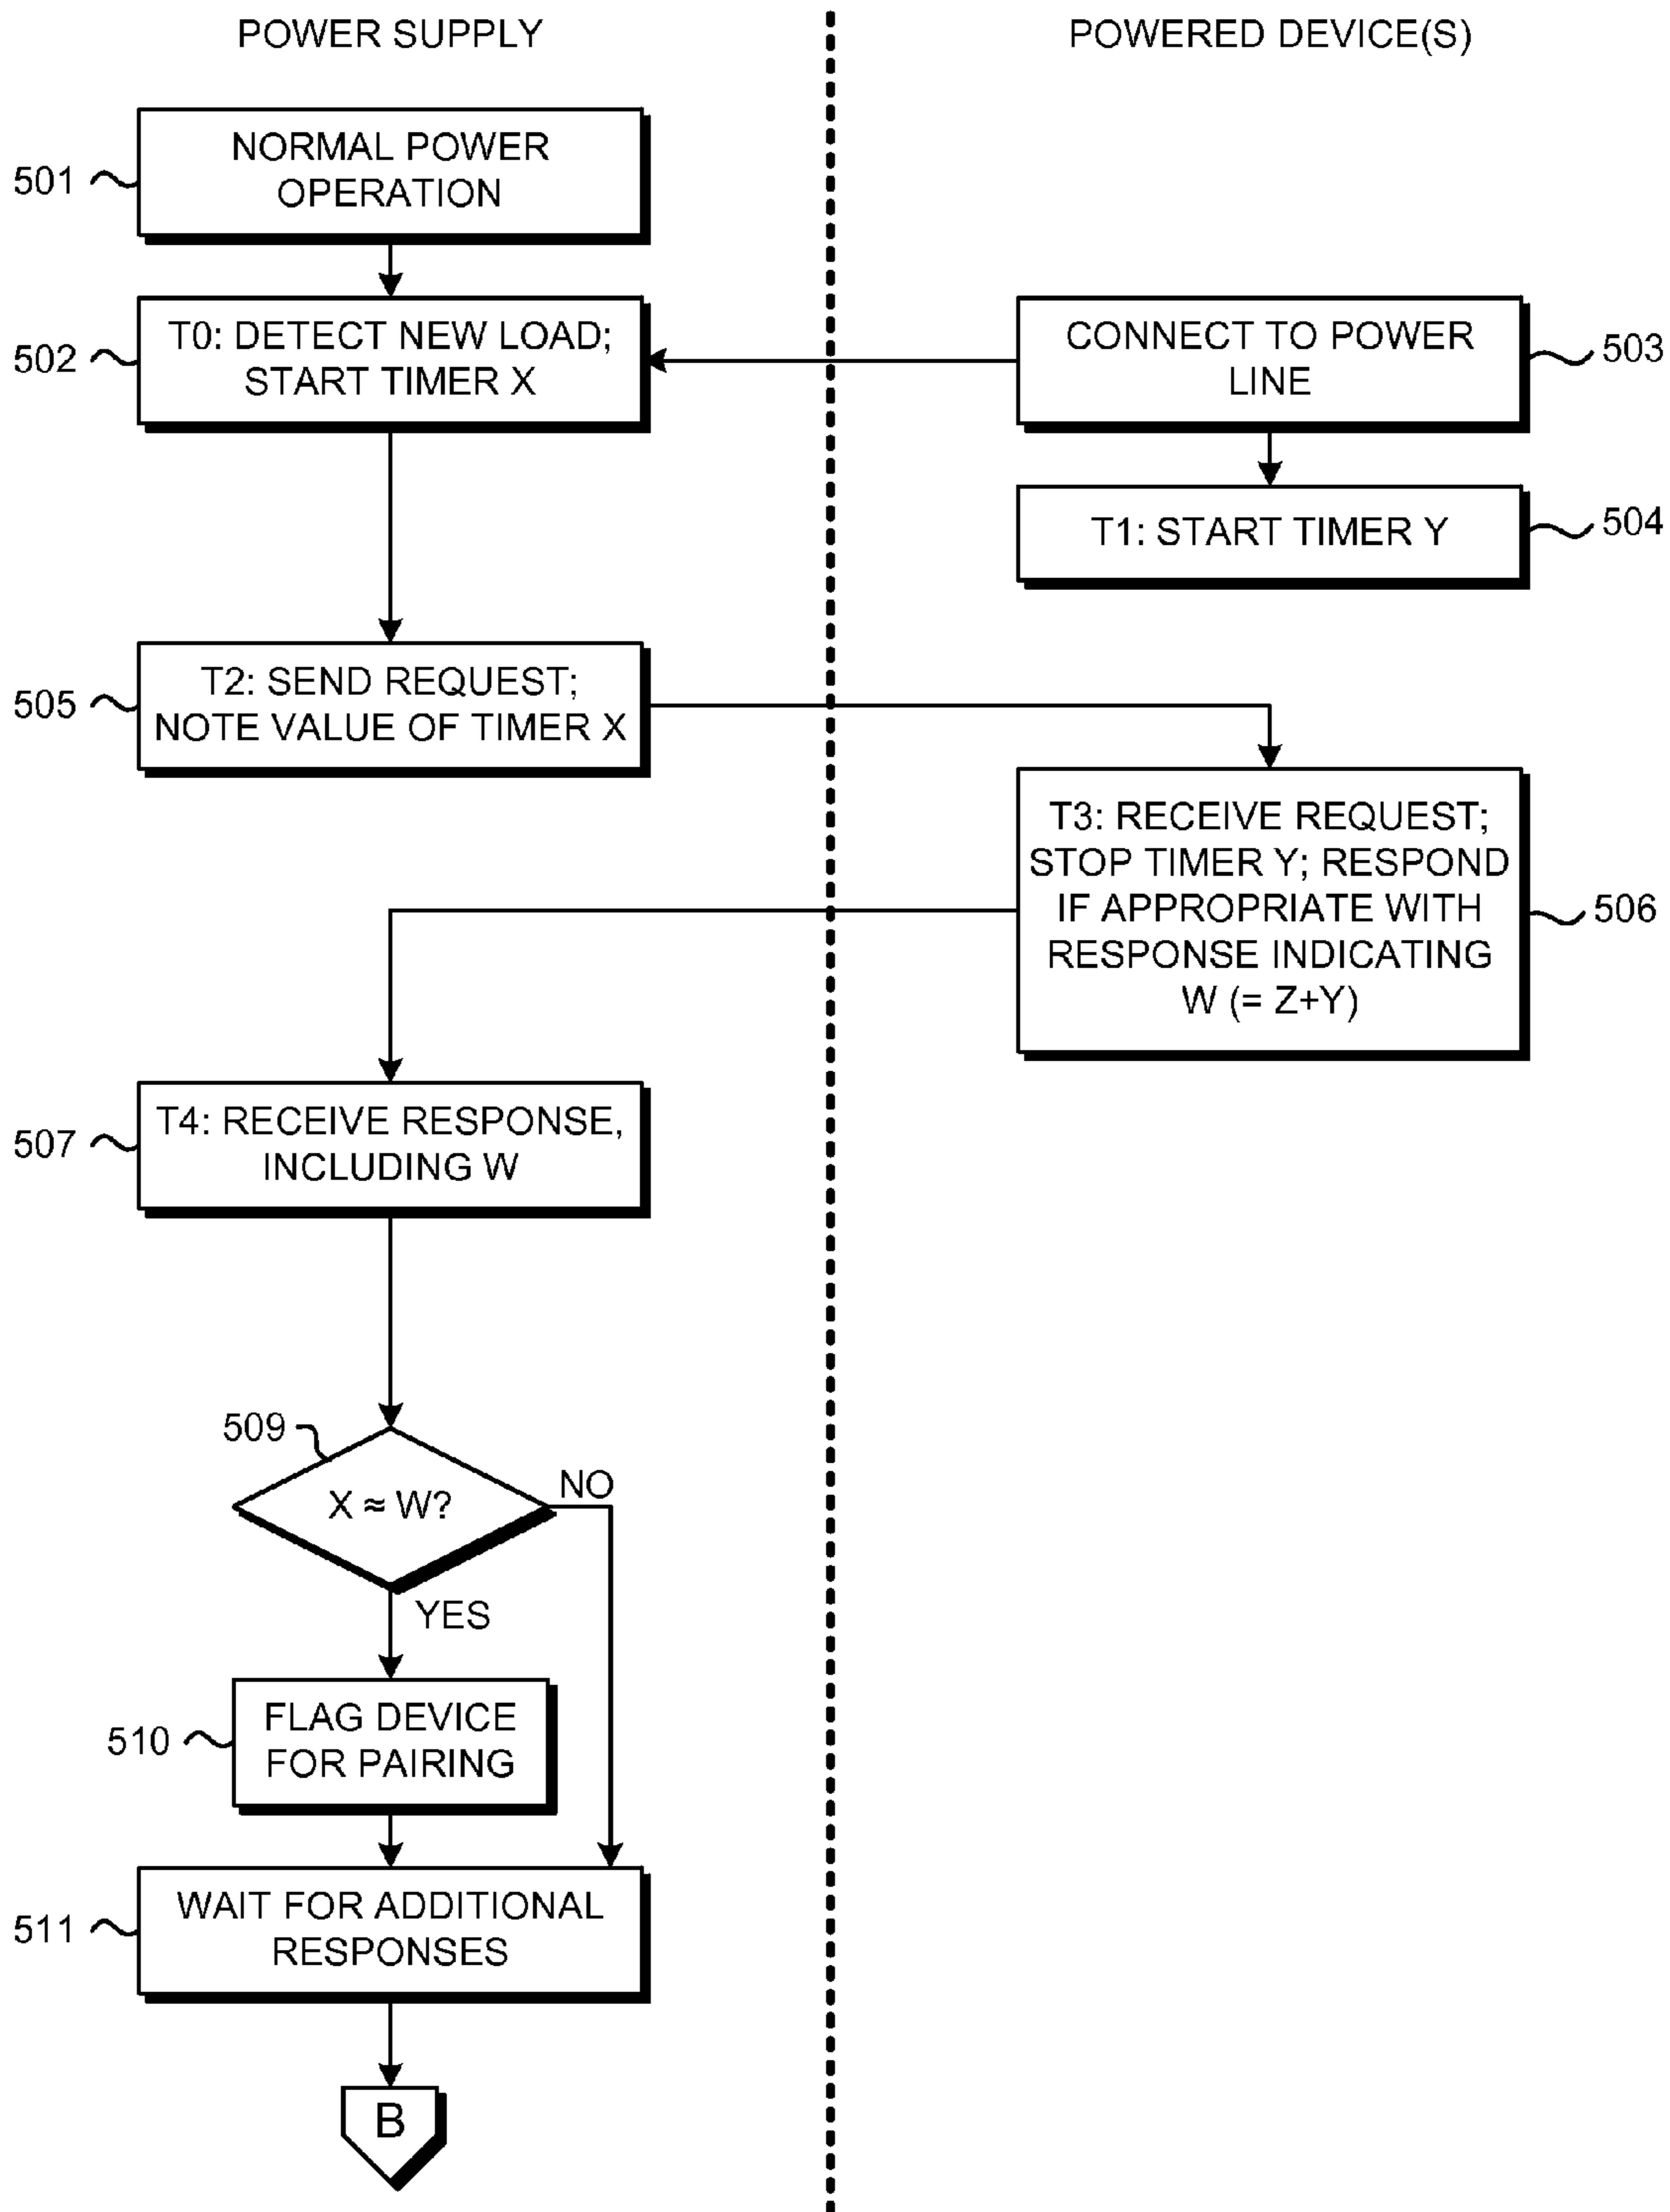 POWER SUPPLY
POWERED DEVICE(S)
501
NORMAL POWER
OPERATION
502
T0: DETECT NEW LOAD;
START TIMER X
CONNECT TO POWER
LINE
503
T1: START TIMER Y
504
505
T2: SEND REQUEST;
NOTE VALUE OF TIMER X
T3: RECEIVE REQUEST;
STOP TIMER Y; RESPOND
IF APPROPRIATE WITH
RESPONSE INDICATING
W (= Z+Y)
506
507
T4: RECEIVE RESPONSE,
INCLUDING W
509
X ≈ W?
NO
YES
510
FLAG DEVICE
FOR PAIRING
511
WAIT FOR ADDITIONAL
RESPONSES
B